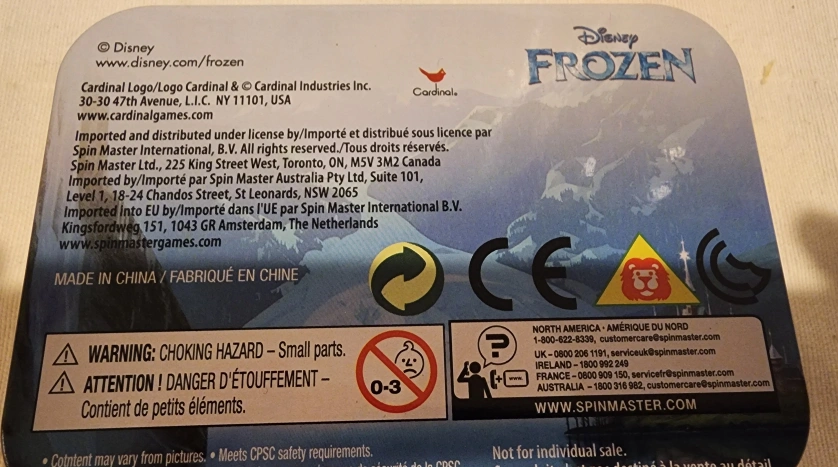 © Disney
www.disney.com/frozen
Disney
FROZEN
Cardinal Logo/Logo Cardinal & © Cardinal Industries Inc.
30-30 47th Avenue, L.I.C. NY 11101, USA
www.cardinalgames.com
Cardinal®
Imported and distributed under license by/Importé et distribué sous licence par
Spin Master International, B.V. All rights reserved./Tous droits réservés.
Spin Master Ltd., 225 King Street West, Toronto, ON, M5V 3M2 Canada
Imported by/Importé par Spin Master Australia Pty Ltd, Suite 101,
Level 1, 18-24 Chandos Street, St Leonards, NSW 2065
Imported into EU by/Importé dans l'UE par Spin Master International B.V.
Kingsfordweg 151, 1043 GR Amsterdam, The Netherlands
www.spinmastergames.com
MADE IN CHINA / FABRIQUÉ EN CHINE
CE
WARNING: CHOKING HAZARD – Small parts.
ATTENTION ! DANGER D'ÉTOUFFEMENT –
Contient de petits éléments.
0-3
?
+ www.
NORTH AMERICA · AMÉRIQUE DU NORD
1-800-622-8339, customercare@spinmaster.com
UK – 0800 206 1191, serviceuk@spinmaster.com
IRELAND – 1800 992 249
FRANCE – 0800 909 150, servicefr@spinmaster.com
AUSTRALIA – 1800 316 982, customercare@spinmaster.com
WWW.SPINMASTER.COM
• Cotntent may vary from pictures. • Meets CPSC safety requirements.
Not for individual sale.